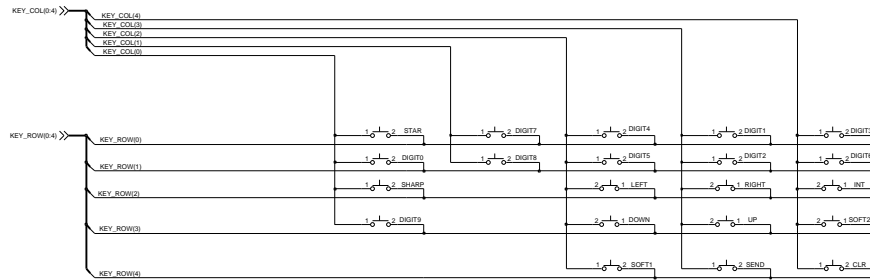 KEY_COL(0:4)
KEY_COL(4)
KEY_COL(3)
KEY_COL(2)
KEY_COL(1)
KEY_COL(0)
KEY_ROW(0:4)
1 2 STAR 1 2 DIGIT7 1 2 DIGIT4 1 2 DIGIT1 1 2 DIGIT3
KEY_ROW(0)
1 2 DIGIT0 1 2 DIGIT8 1 2 DIGIT5 1 2 DIGIT2 1 2 DIGIT6
KEY_ROW(1)
1 2 SHARP 2 1 LEFT 2 1 RIGHT 2 1 INT
KEY_ROW(2)
1 2 DIGIT9 2 1 DOWN 2 1 UP 2 1 SOFT2
KEY_ROW(3)
1 2 SOFT1 1 2 SEND 1 2 CLR
KEY_ROW(4)